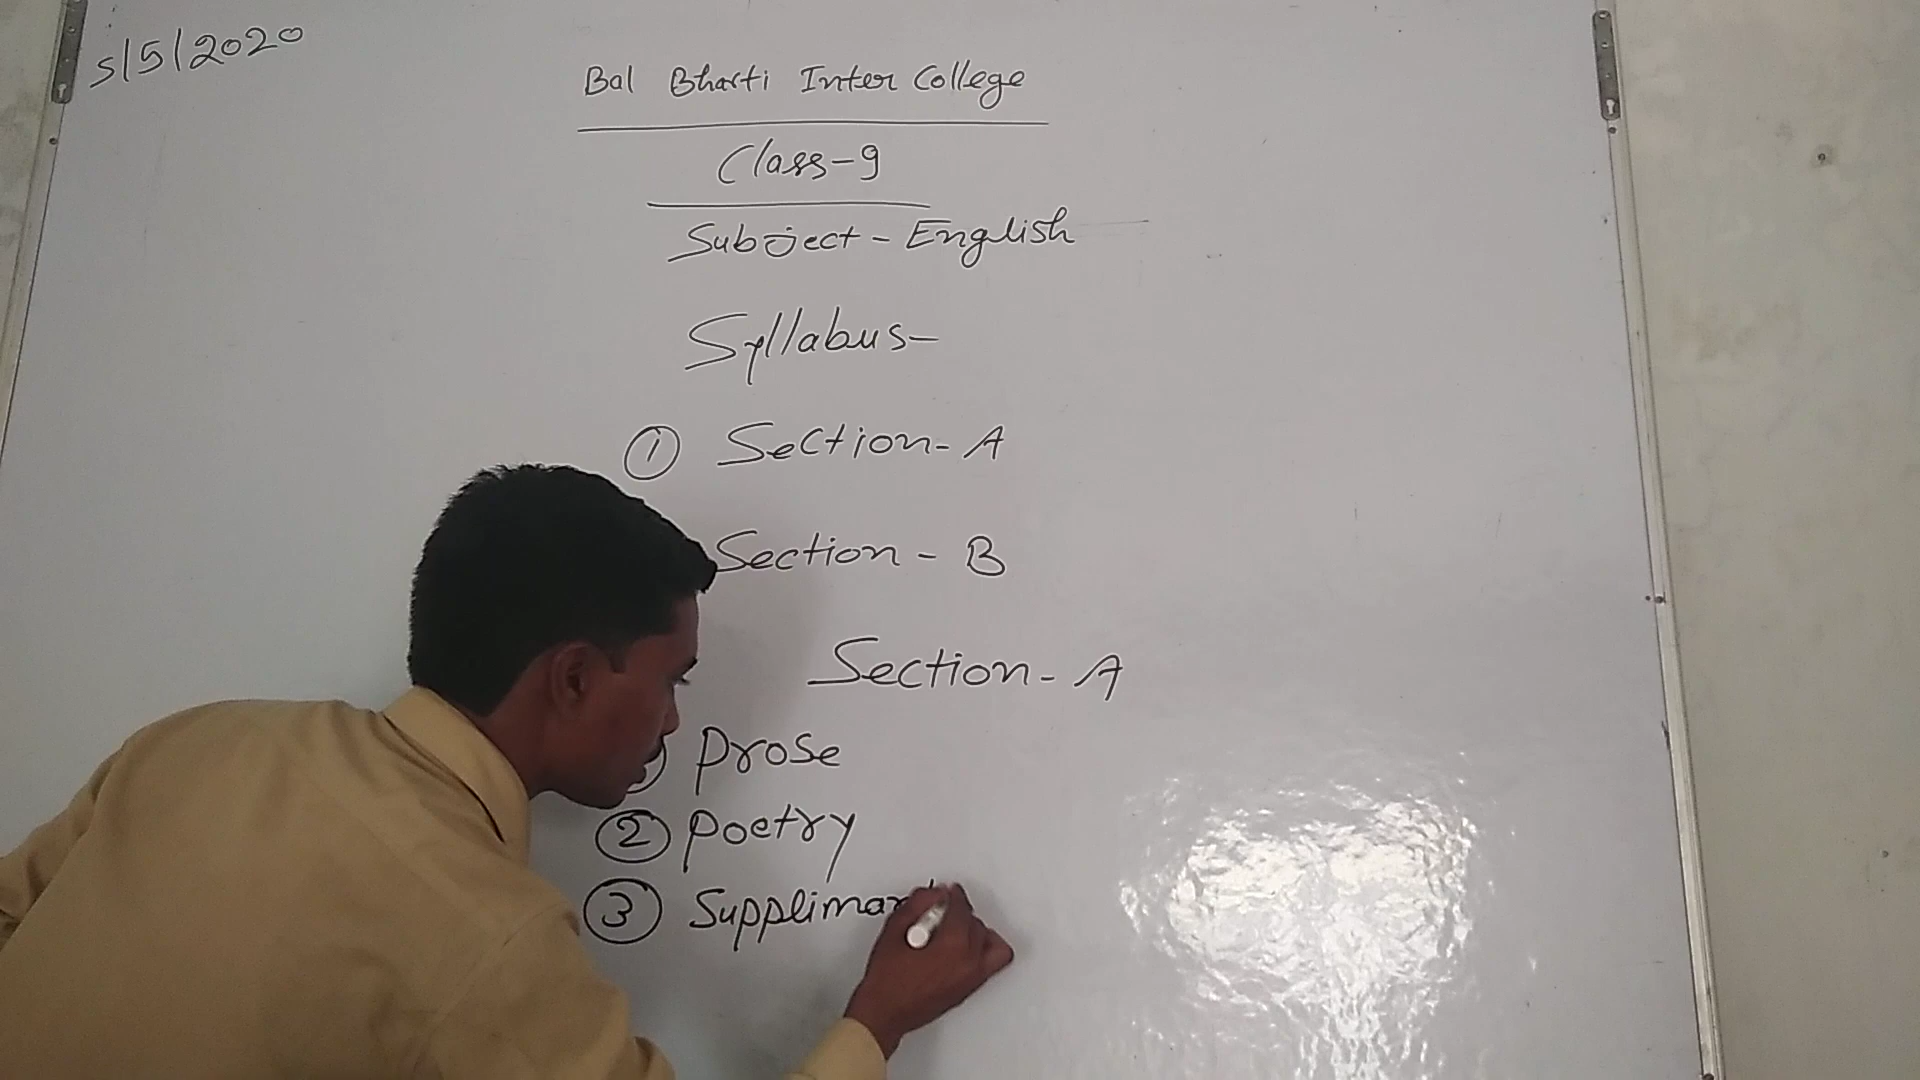 5/5/2020
Bal Bharti Inter College
Class-9
Subject - English
Syllabus-
① Section-A
Section - B
Section-A
Prose
② Poetry
③